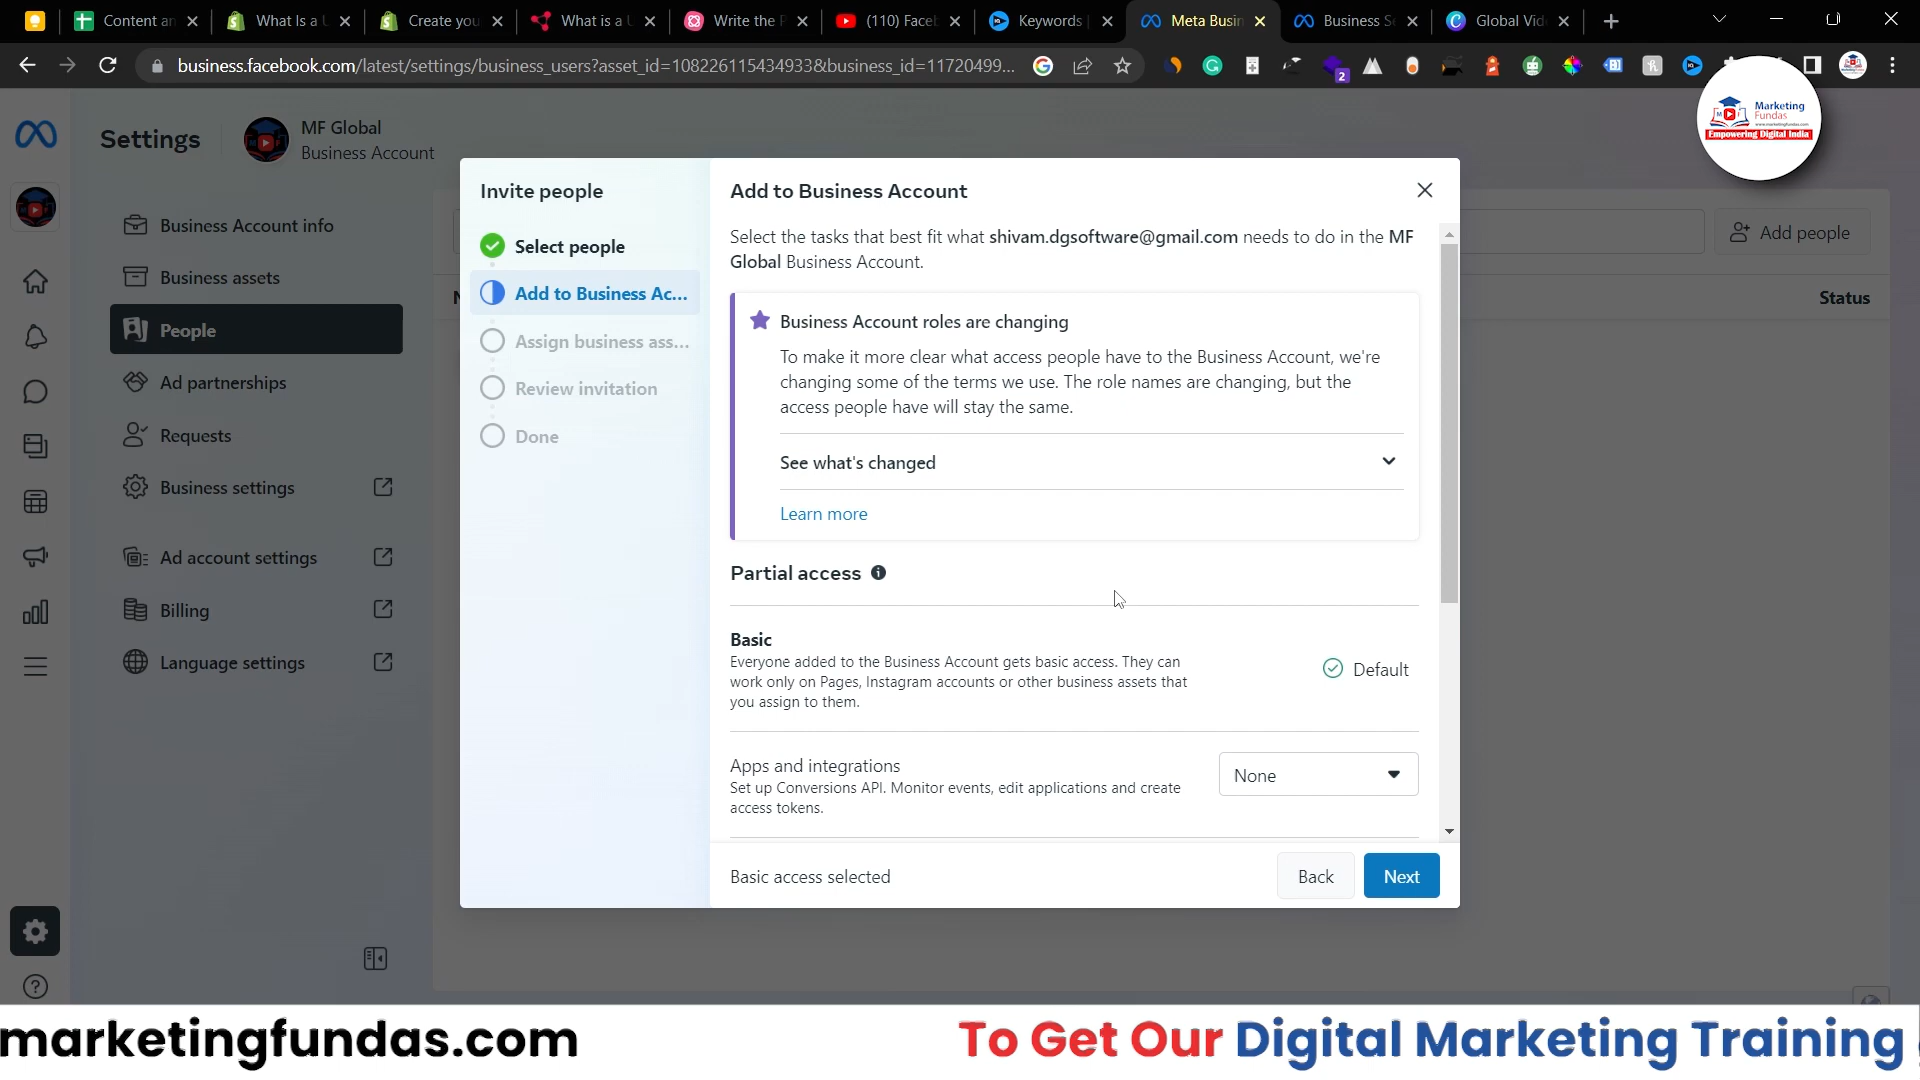 Content an
What Is a U
Create you
What is a U
Write the P
(110) Faceb
Keywords
Meta Busin
Business Se
Global Vid
business.facebook.com/latest/settings/business_users?asset_id=108226115434933&business_id=11720499...
2
Marketing
Fundas
www.marketingfundas.com
Empowering Digital India
Settings
MF Global
Business Account
Business Account info
Business assets
People
Ad partnerships
Requests
Business settings
Ad account settings
Billing
Language settings
Add people
Status
Invite people
Select people
Add to Business Ac...
Assign business ass...
Review invitation
Done
Add to Business Account
Select the tasks that best fit what shivam.dgsoftware@gmail.com needs to do in the MF
Global Business Account.
Business Account roles are changing
To make it more clear what access people have to the Business Account, we're
changing some of the terms we use. The role names are changing, but the
access people have will stay the same.
See what's changed
Learn more
Partial access
Basic
Everyone added to the Business Account gets basic access. They can
work only on Pages, Instagram accounts or other business assets that
you assign to them.
Default
Apps and integrations
Set up Conversions API. Monitor events, edit applications and create
access tokens.
None
Basic access selected
Back
Next
marketingfundas.com
To Get Our Digital Marketing Training